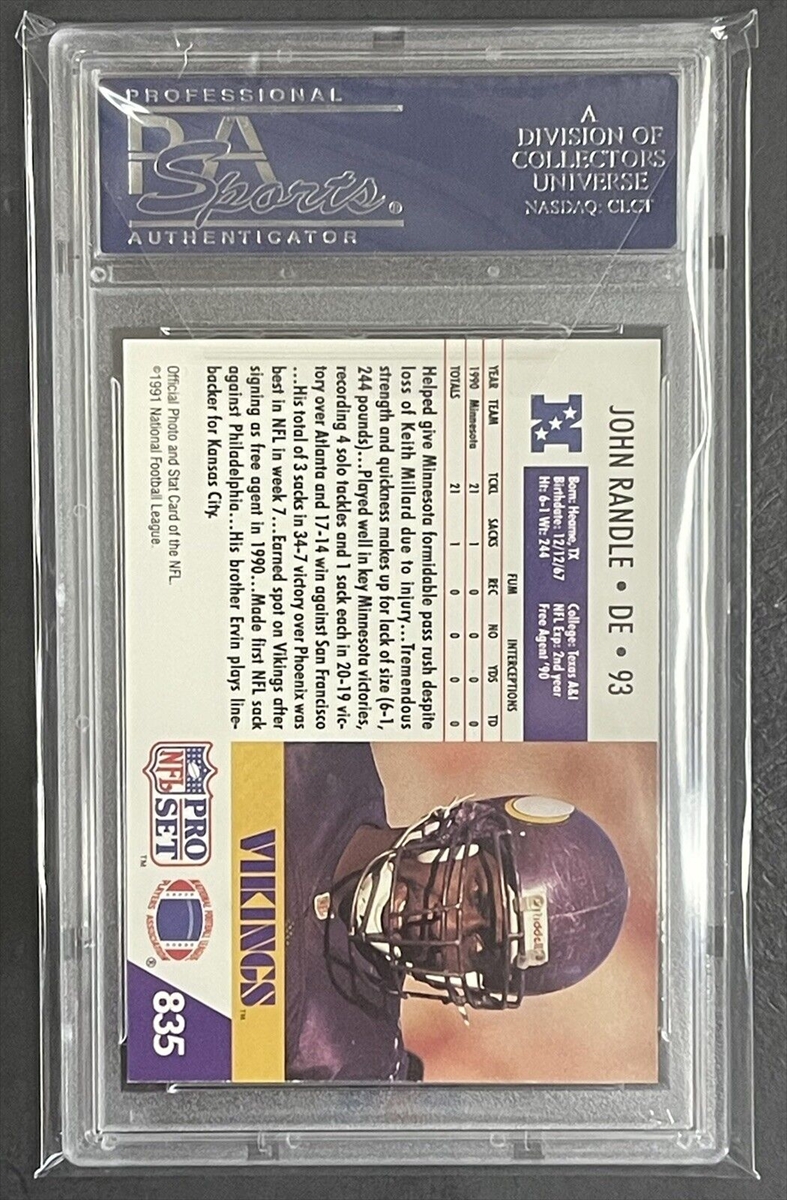 PROFESSIONAL
PSA
Sports®
AUTHENTICATOR
A
DIVISION OF
COLLECTORS
UNIVERSE
NASDAQ: CLCT
JOHN RANDLE • DE • 93
N
Born: Hearne, TX
Birthdate: 12/12/67
Ht: 6-1 Wt: 244
College: Texas A&I
NFL Exp: 2nd year
Free Agent '90
FUM INTERCEPTIONS
YEAR TEAM TCKL SACKS REC NO YDS TD
1990 Minnesota 21 1 0 0 0 0
TOTALS 21 1 0 0 0 0
Helped give Minnesota formidable pass rush despite
loss of Keith Millard due to injury...Tremendous
strength and quickness makes up for lack of size (6-1,
244 pounds)...Played well in key Minnesota victories,
recording 4 solo tackles and 1 sack each in 20-19 vic-
tory over Atlanta and 17-14 win against San Francisco
...His total of 3 sacks in 34-7 victory over Phoenix was
best in NFL in week 7...Earned spot on Vikings after
signing as free agent in 1990...Made first NFL sack
against Philadelphia...His brother Ervin plays line-
backer for Kansas City.
Official Photo and Stat Card of the NFL.
©1991 National Football League.
Riddell
VIKINGS™
NFL
PRO
SET™
NATIONAL FOOTBALL LEAGUE
PLAYERS ASSOCIATION®
835